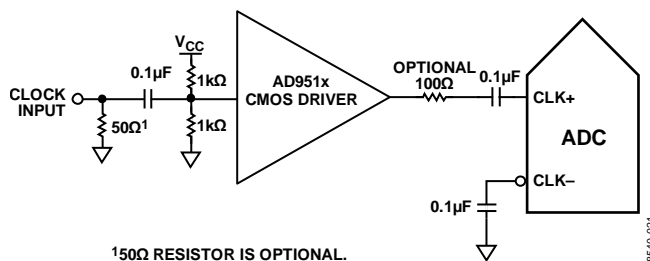 VCC
0.1µF
1kΩ
CLOCK
INPUT
50Ω1
1kΩ
AD951x
CMOS DRIVER
OPTIONAL
100Ω
0.1µF
CLK+
ADC
CLK–
0.1µF
150Ω RESISTOR IS OPTIONAL.